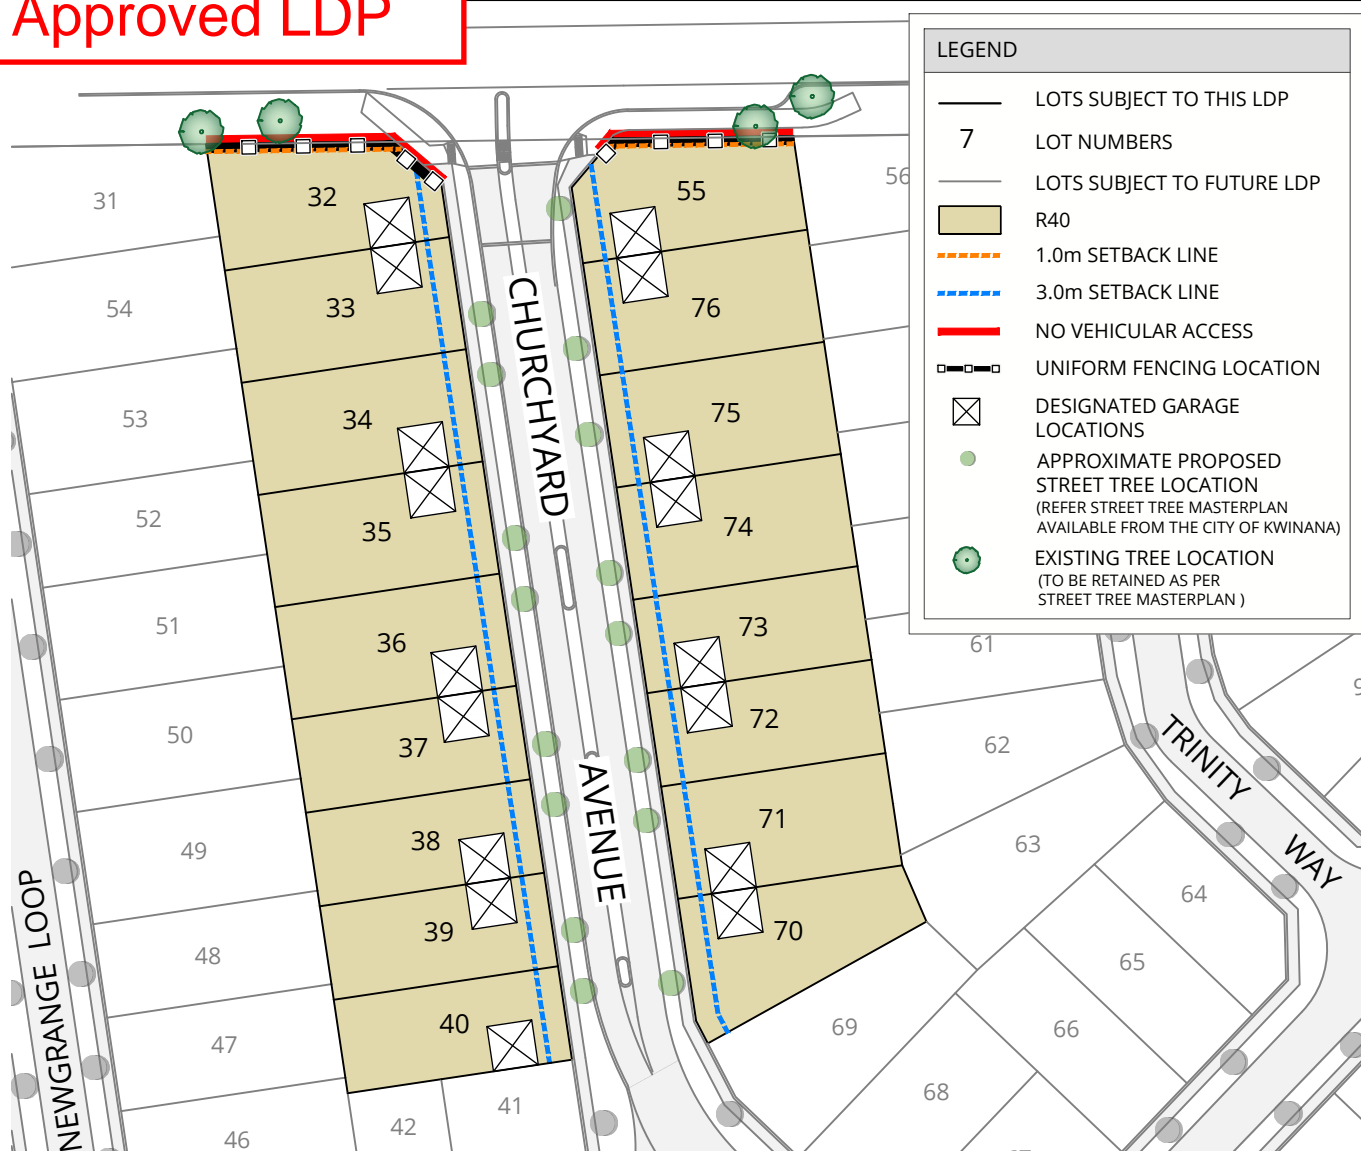 Approved LDP
LEGEND
LOTS SUBJECT TO THIS LDP
7 LOT NUMBERS
LOTS SUBJECT TO FUTURE LDP
R40
1.0m SETBACK LINE
3.0m SETBACK LINE
NO VEHICULAR ACCESS
UNIFORM FENCING LOCATION
DESIGNATED GARAGE
LOCATIONS
APPROXIMATE PROPOSED
STREET TREE LOCATION
(REFER STREET TREE MASTERPLAN
AVAILABLE FROM THE CITY OF KWINANA)
EXISTING TREE LOCATION
(TO BE RETAINED AS PER
STREET TREE MASTERPLAN )
31
54
53
52
51
50
49
48
47
46
32
33
34
35
36
37
38
39
40
42
41
55
76
75
74
73
72
71
70
56
61
62
63
64
65
66
69
68
CHURCHYARD
AVENUE
NEWGRANGE LOOP
TRINITY
WAY